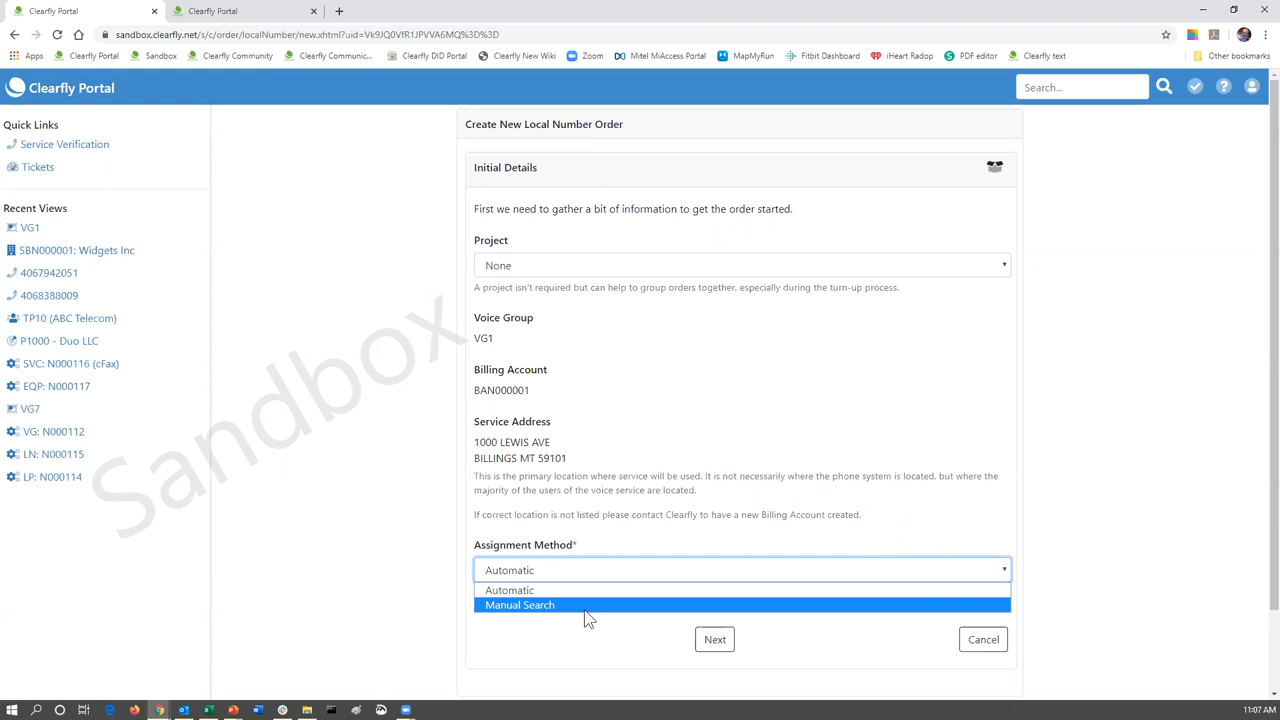 Clearfly Portal
Clearfly Portal
sandbox.clearfly.net/s/c/order/localNumber/new.xhtml?uid=Vk9JQ0VfR1JPVVA6MQ%3D%3D
Apps Clearfly Portal Sandbox Clearfly Community Clearfly Communic... Clearfly DID Portal Clearfly New Wiki Zoom Mitel MiAccess Portal MapMyRun Fitbit Dashboard iHeart Radop PDF editor Clearfly text Other bookmarks
Clearfly Portal
Search...
Quick Links
Service Verification
Tickets
Recent Views
VG1
SBN000001: Widgets Inc
4067942051
4068388009
TP10 (ABC Telecom)
P1000 - Duo LLC
SVC: N000116 (cFax)
EQP: N000117
VG7
VG: N000112
LN: N000115
LP: N000114
Sandbox
Create New Local Number Order
Initial Details
First we need to gather a bit of information to get the order started.
Project
None
A project isn't required but can help to group orders together, especially during the turn-up process.
Voice Group
VG1
Billing Account
BAN000001
Service Address
1000 LEWIS AVE
BILLINGS MT 59101
This is the primary location where service will be used. It is not necessarily where the phone system is located, but where the
majority of the users of the voice service are located.
If correct location is not listed please contact Clearfly to have a new Billing Account created.
Assignment Method*
Automatic
Automatic
Manual Search
Next
Cancel
11:07 AM